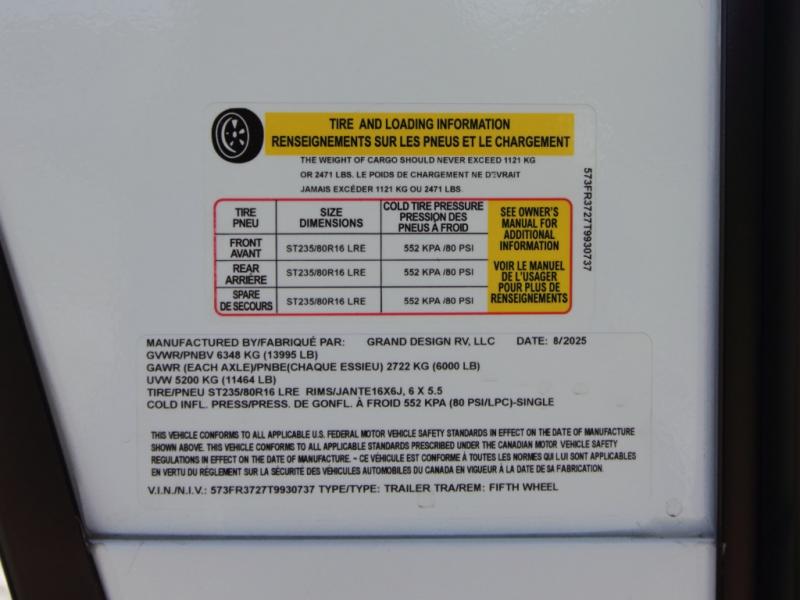 TIRE AND LOADING INFORMATION
RENSEIGNEMENTS SUR LES PNEUS ET LE CHARGEMENT
THE WEIGHT OF CARGO SHOULD NEVER EXCEED 1121 KG
OR 2471 LBS. LE POIDS DE CHARGEMENT NE D'VRAIT
JAMAIS EXCÉDER 1121 KG OU 2471 LBS.
TIRE PNEU SIZE DIMENSIONS COLD TIRE PRESSURE PRESSION DES PNEUS À FROID
FRONT AVANT ST235/80R16 LRE 552 KPA /80 PSI
REAR ARRIÈRE ST235/80R16 LRE 552 KPA /80 PSI
SPARE DE SECOURS ST235/80R16 LRE 552 KPA /80 PSI
SEE OWNER'S
MANUAL FOR
ADDITIONAL
INFORMATION
VOIR LE MANUEL
DE L'USAGER
POUR PLUS DE
RENSEIGNEMENTS
573FR3727T9930737
MANUFACTURED BY/FABRIQUÉ PAR: GRAND DESIGN RV, LLC DATE: 8/2025
GVWR/PNBV 6348 KG (13995 LB)
GAWR (EACH AXLE)/PNBE(CHAQUE ESSIEU) 2722 KG (6000 LB)
UVW 5200 KG (11464 LB)
TIRE/PNEU ST235/80R16 LRE RIMS/JANTE16X6J, 6 X 5.5
COLD INFL. PRESS/PRESS. DE GONFL. À FROID 552 KPA (80 PSI/LPC)-SINGLE
THIS VEHICLE CONFORMS TO ALL APPLICABLE U.S. FEDERAL MOTOR VEHICLE SAFETY STANDARDS IN EFFECT ON THE DATE OF MANUFACTURE
SHOWN ABOVE. THIS VEHICLE CONFORMS TO ALL APPLICABLE STANDARDS PRESCRIBED UNDER THE CANADIAN MOTOR VEHICLE SAFETY
REGULATIONS IN EFFECT ON THE DATE OF MANUFACTURE. - CE VÉHICULE EST CONFORME À TOUTES LES NORMES QUI LUI SONT APPLICABLES
EN VERTU DU RÉGLEMENT SUR LA SÉCURITÉ DES VÉHICULES AUTOMOBILES DU CANADA EN VIGUEUR À LA DATE DE SA FABRICATION.
V.I.N./N.I.V.: 573FR3727T9930737 TYPE/TYPE: TRAILER TRA/REM: FIFTH WHEEL